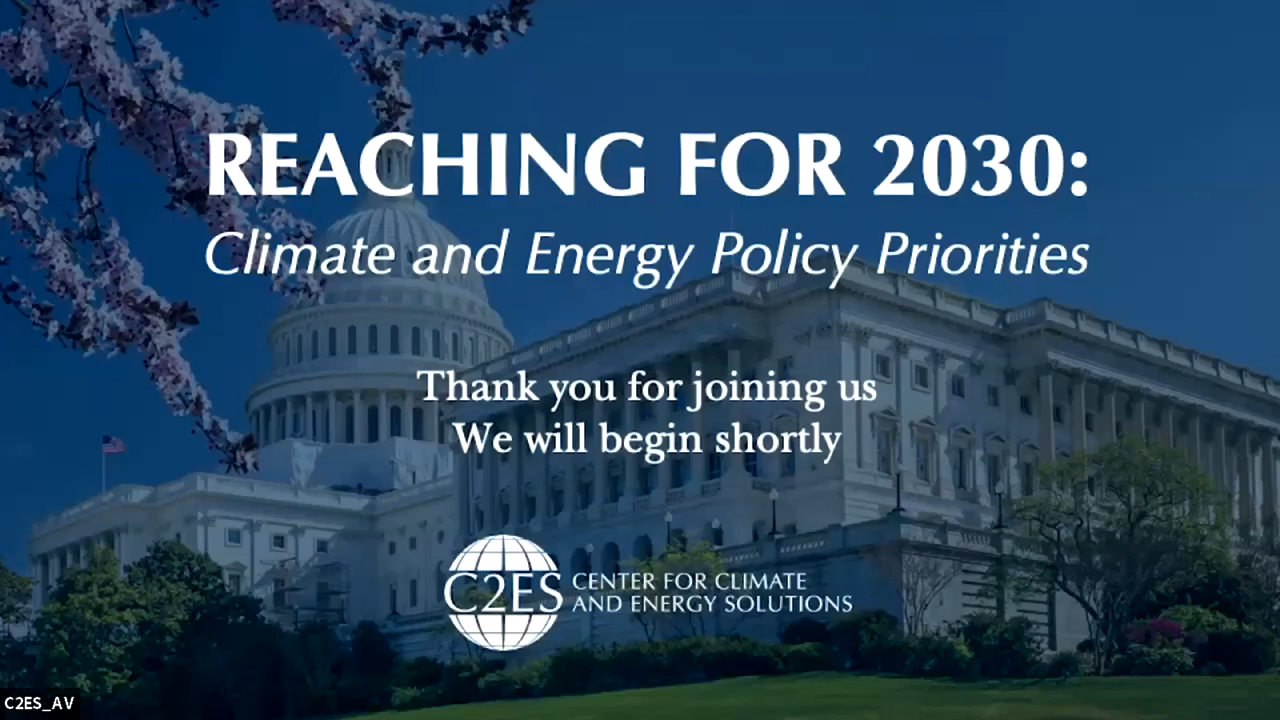 REACHING FOR 2030:
Climate and Energy Policy Priorities
Thank you for joining us
We will begin shortly
C2ES CENTER FOR CLIMATE
AND ENERGY SOLUTIONS
C2ES_AV